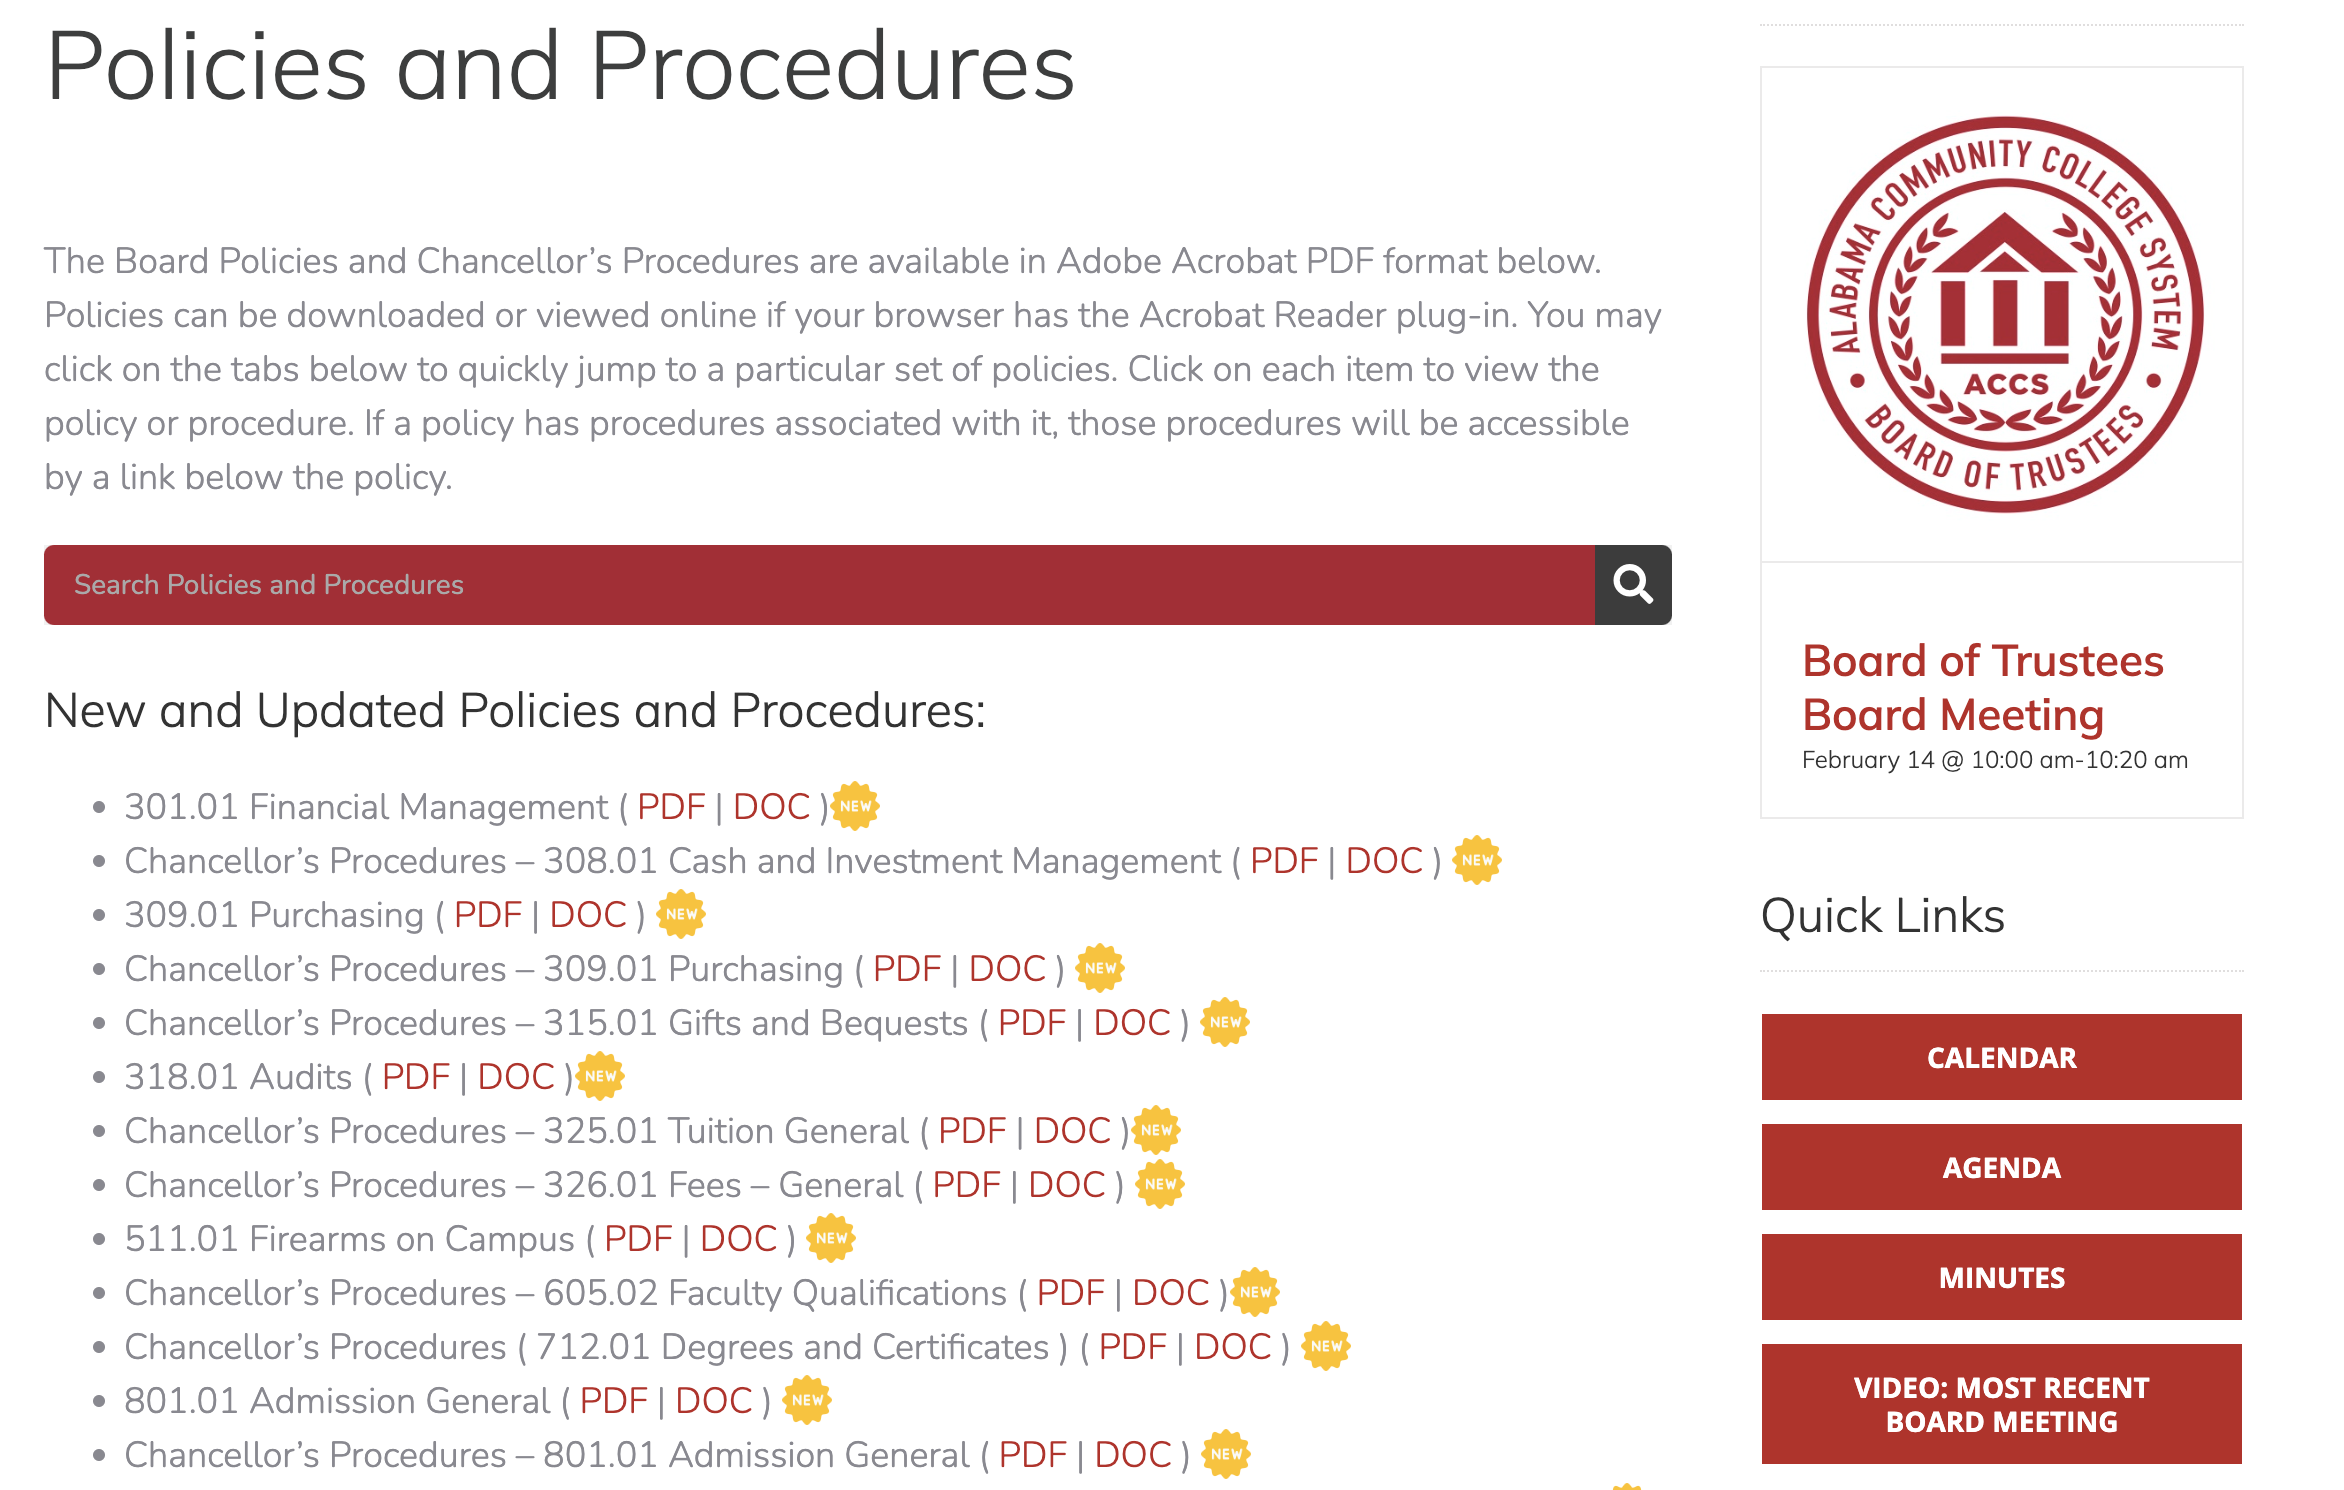 Policies and Procedures
The Board Policies and Chancellor’s Procedures are available in Adobe Acrobat PDF format below.
Policies can be downloaded or viewed online if your browser has the Acrobat Reader plug-in. You may
click on the tabs below to quickly jump to a particular set of policies. Click on each item to view the
policy or procedure. If a policy has procedures associated with it, those procedures will be accessible
by a link below the policy.
Search Policies and Procedures
New and Updated Policies and Procedures:
• 301.01 Financial Management ( PDF | DOC ) NEW
• Chancellor’s Procedures – 308.01 Cash and Investment Management ( PDF | DOC ) NEW
• 309.01 Purchasing ( PDF | DOC ) NEW
• Chancellor’s Procedures – 309.01 Purchasing ( PDF | DOC ) NEW
• Chancellor’s Procedures – 315.01 Gifts and Bequests ( PDF | DOC ) NEW
• 318.01 Audits ( PDF | DOC ) NEW
• Chancellor’s Procedures – 325.01 Tuition General ( PDF | DOC ) NEW
• Chancellor’s Procedures – 326.01 Fees – General ( PDF | DOC ) NEW
• 511.01 Firearms on Campus ( PDF | DOC ) NEW
• Chancellor’s Procedures – 605.02 Faculty Qualifications ( PDF | DOC ) NEW
• Chancellor’s Procedures ( 712.01 Degrees and Certificates ) ( PDF | DOC ) NEW
• 801.01 Admission General ( PDF | DOC ) NEW
• Chancellor’s Procedures – 801.01 Admission General ( PDF | DOC ) NEW
ALABAMA COMMUNITY COLLEGE SYSTEM
ACCS
• BOARD OF TRUSTEES •
Board of Trustees
Board Meeting
February 14 @ 10:00 am-10:20 am
Quick Links
CALENDAR
AGENDA
MINUTES
VIDEO: MOST RECENT
BOARD MEETING